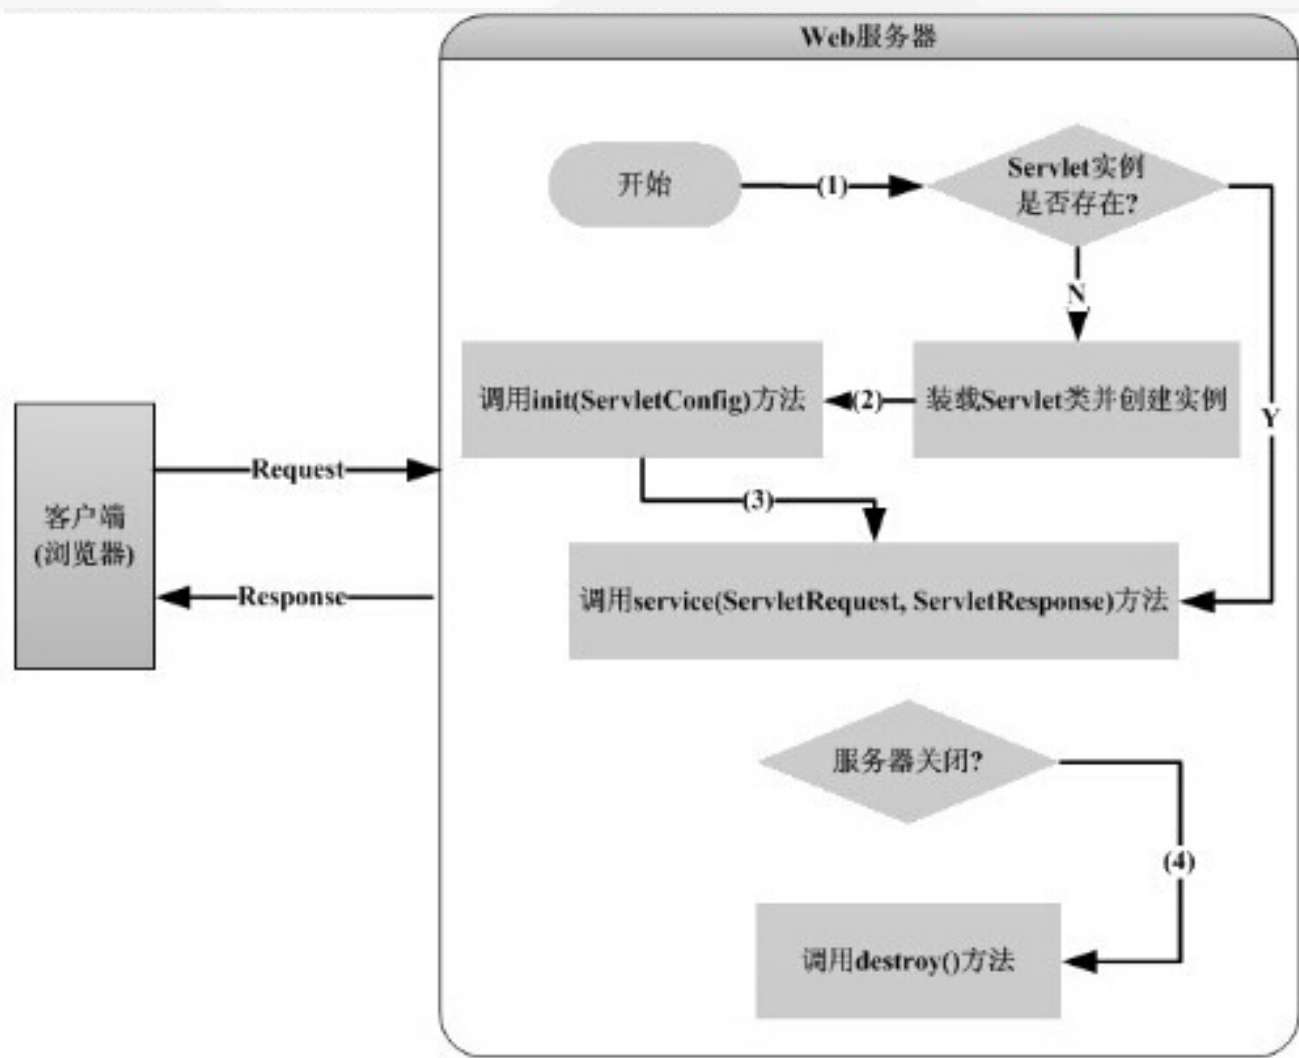 Web服务器
开始
(1)
Servlet实例
是否存在?
N
Y
调用init(ServletConfig)方法
(2)
装载Servlet类并创建实例
Request
(3)
客户端
(浏览器)
Response
调用service(ServletRequest, ServletResponse)方法
服务器关闭?
(4)
调用destroy()方法